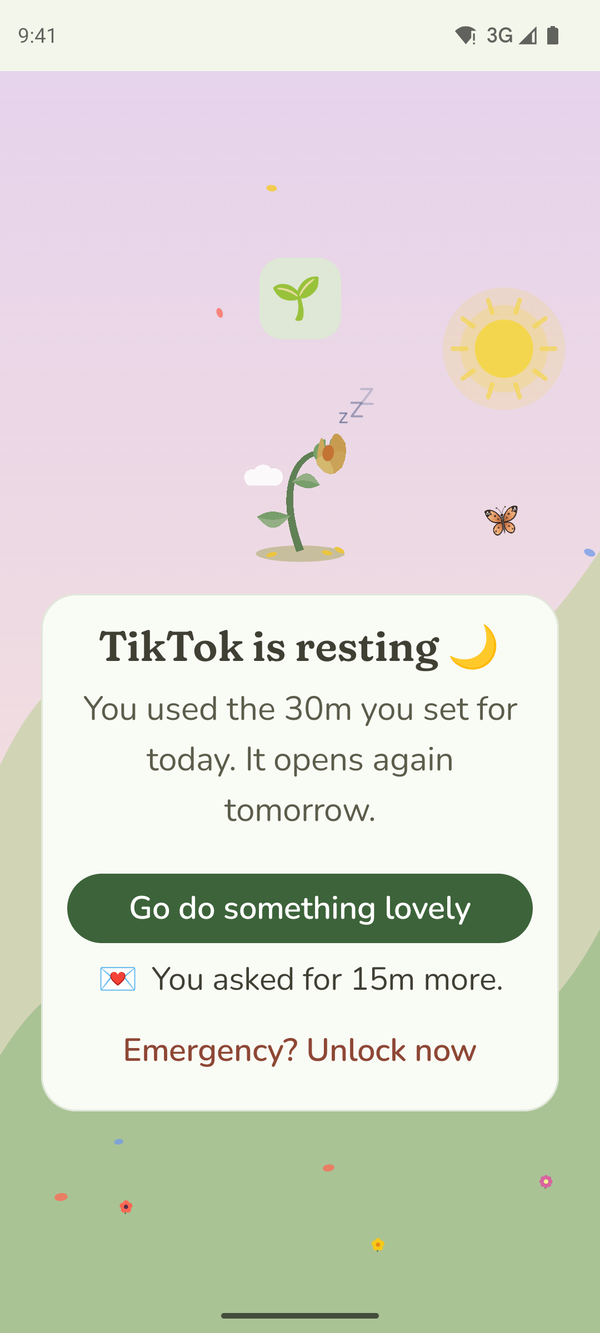 9:41
3G
z
Z
Z
TikTok is resting 🌙
You used the 30m you set for
today. It opens again
tomorrow.
Go do something lovely
💌 You asked for 15m more.
Emergency? Unlock now